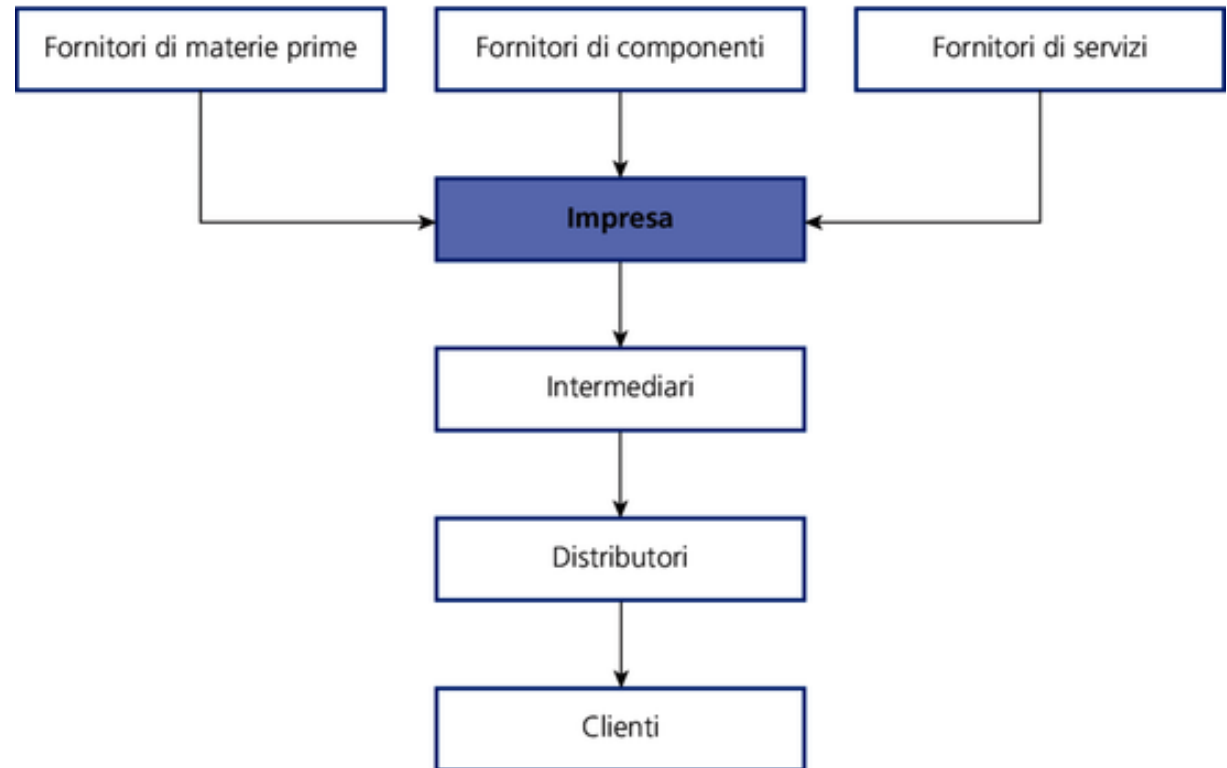 Fornitori di materie prime
Fornitori di componenti
Fornitori di servizi
Impresa
Intermediari
Distributori
Clienti